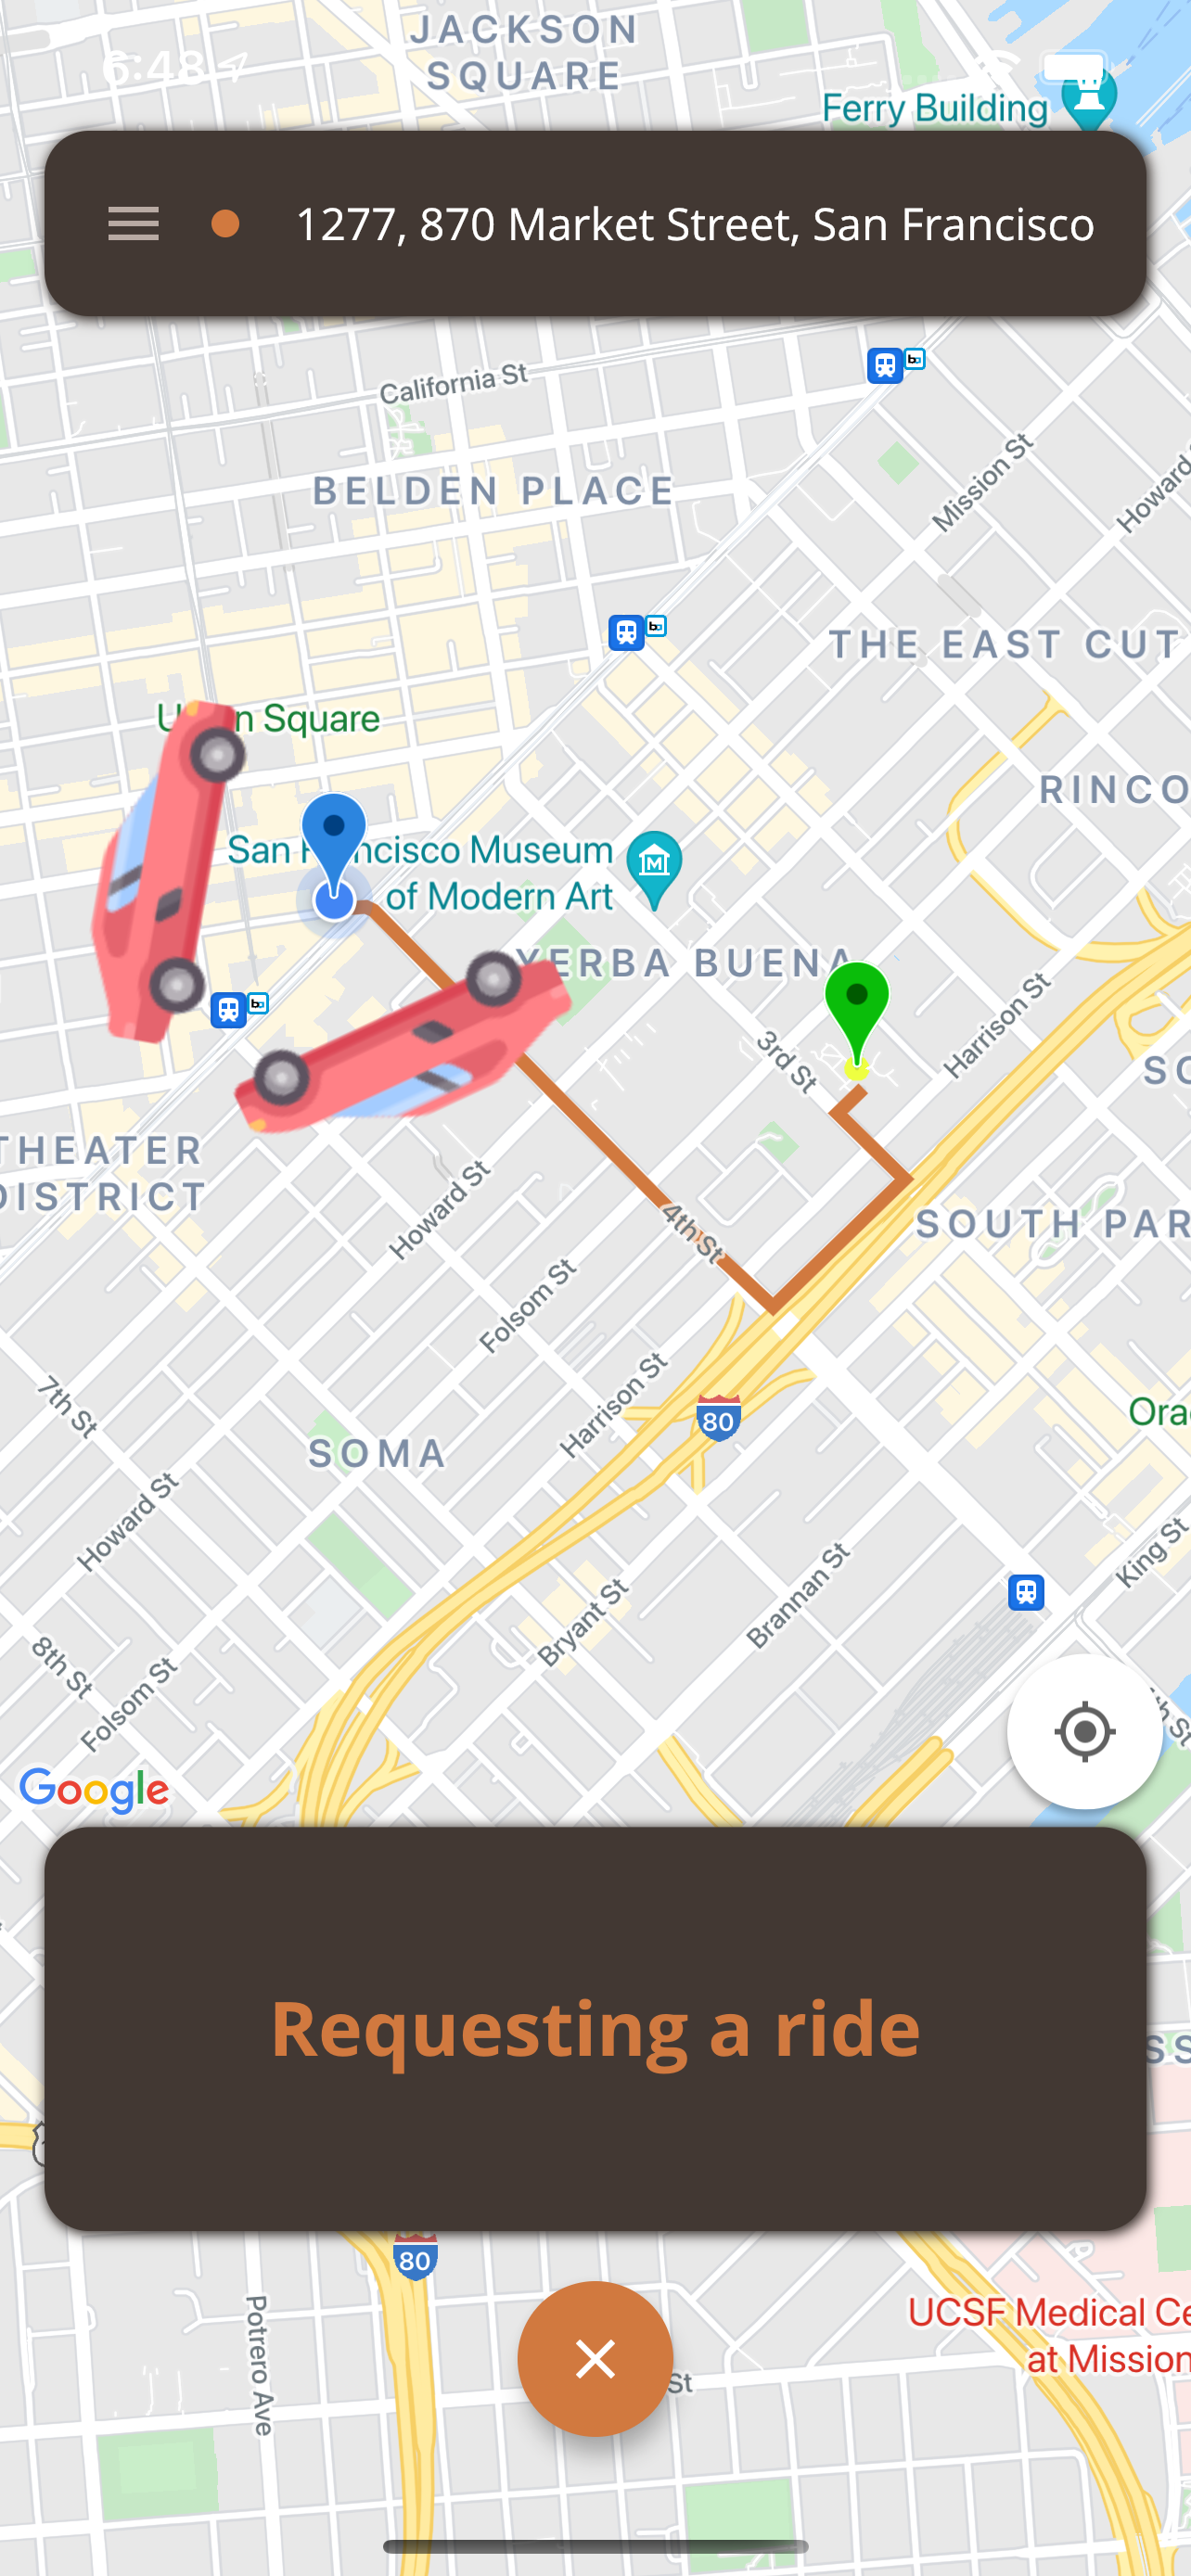 JACKSON
SQUARE
6:48
Ferry Building
1277, 870 Market Street, San Francisco
California St
BELDEN PLACE
Mission St
Howard
THE EAST CUT
Square
RINCO
San Francisco Museum
of Modern Art
M
YERBA BUENA
3rd St
Harrison St
THEATER
DISTRICT
Howard St
4th St
SOUTH PAR
Folsom St
7th St
Harrison St
80
Ora
SOMA
Howard St
King St
Brannan St
Bryant St
8th St
Folsom St
Google
Requesting a ride
80
Potrero Ave
UCSF Medical Ce
at Mission
St